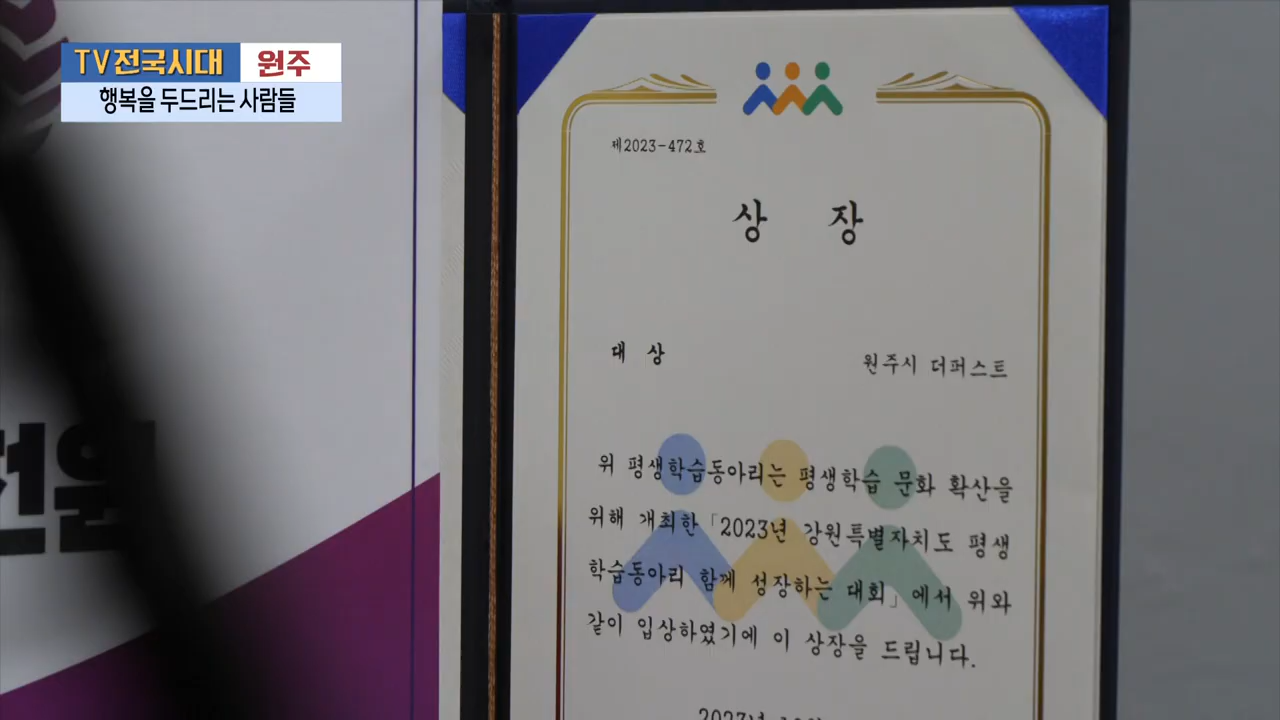 TV전국시대 원주
행복을 두드리는 사람들
제2023-472호
상 장
대 상
원주시 더퍼스트
위 평생학습동아리는 평생학습 문화 확산을
위해 개최한 「2023년 강원특별자치도 평생
학습동아리 함께 성장하는 대회」에서 위와
같이 입상하였기에 이 상장을 드립니다.
2023년